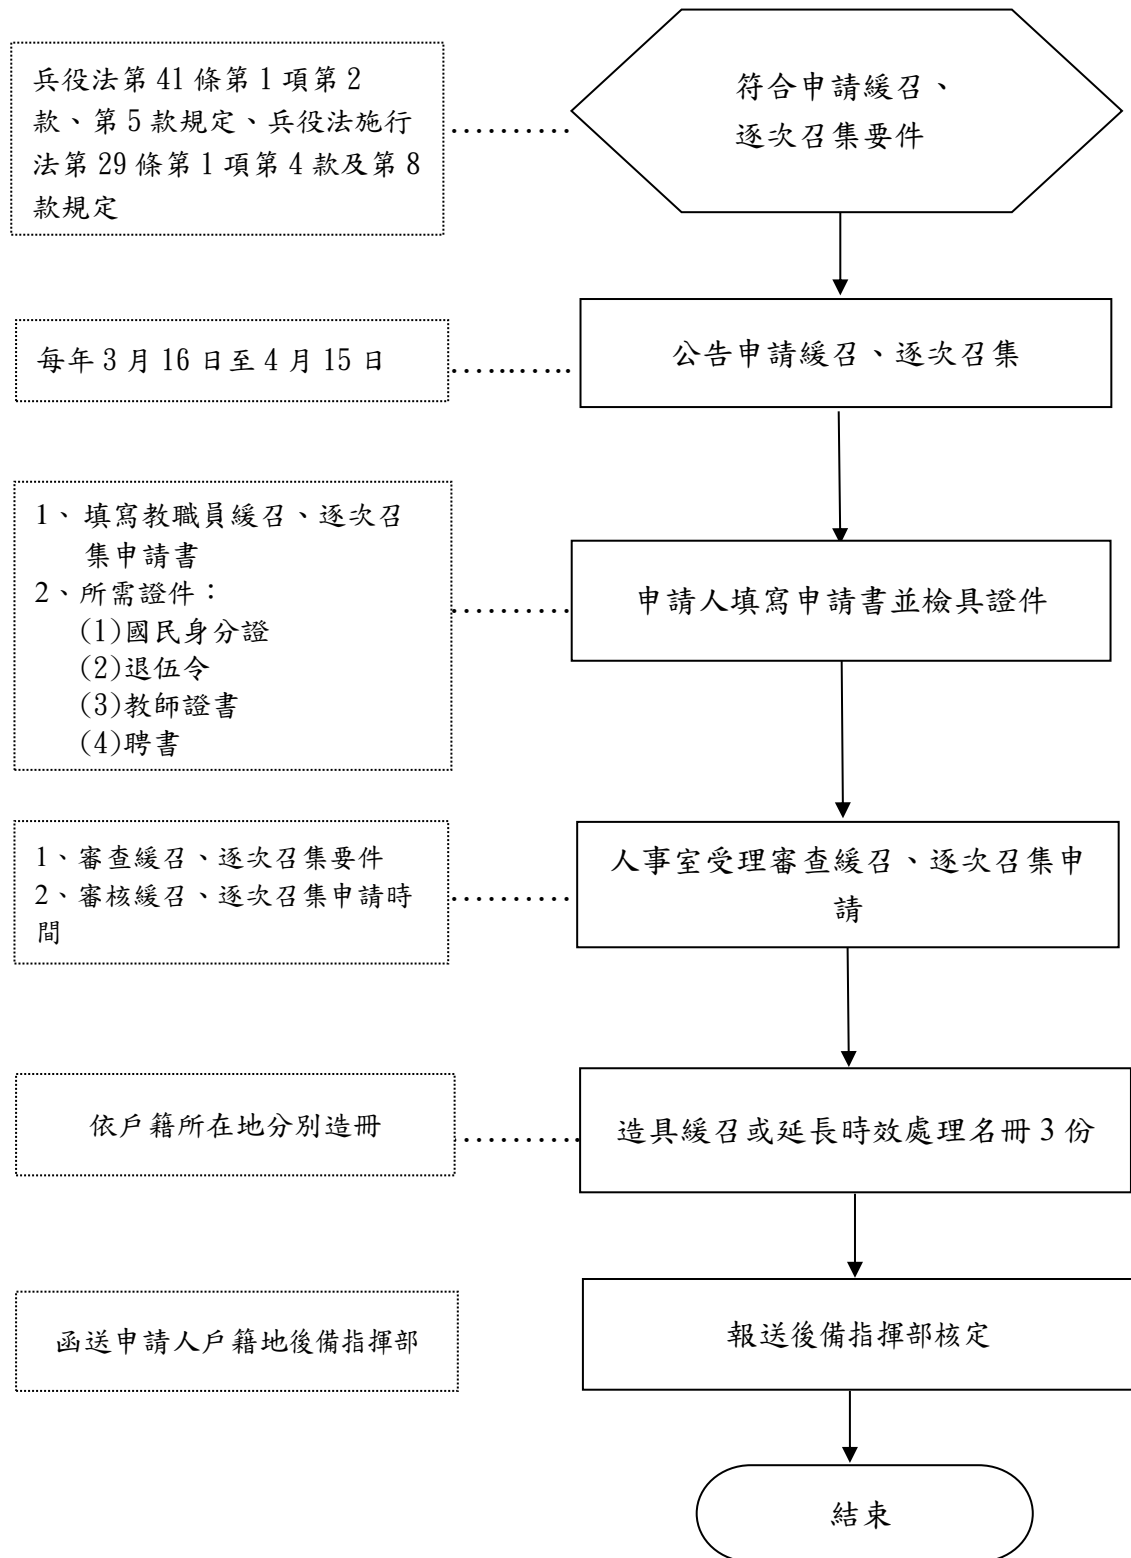 兵役法第 41 條第 1 項第 2
款、第 5 款規定、兵役法施行
法第 29 條第 1 項第 4 款及第 8
款規定
符合申請緩召、
逐次召集要件
每年 3 月 16 日至 4 月 15 日
公告申請緩召、逐次召集
1、 填寫教職員緩召、逐次召
集申請書
2、所需證件：
(1)國民身分證
(2)退伍令
(3)教師證書
(4)聘書
申請人填寫申請書並檢具證件
1、審查緩召、逐次召集要件
2、審核緩召、逐次召集申請時
間
人事室受理審查緩召、逐次召集申
請
依戶籍所在地分別造冊
造具緩召或延長時效處理名冊 3 份
函送申請人戶籍地後備指揮部
報送後備指揮部核定
結束